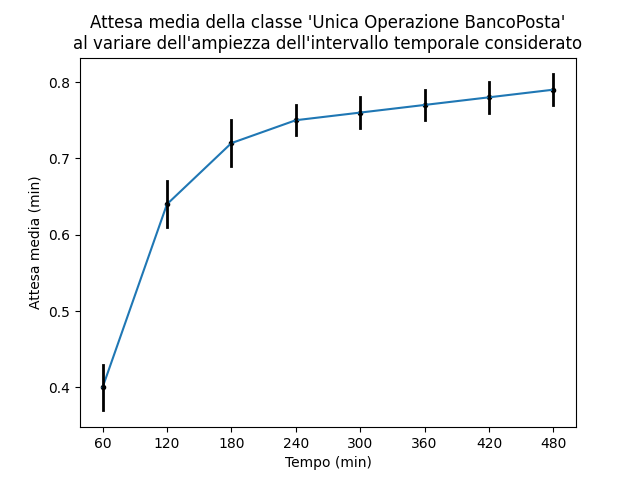 Attesa media della classe 'Unica Operazione BancoPosta'
al variare dell'ampiezza dell'intervallo temporale considerato
0.8
0.7
0.6
0.5
0.4
Attesa media (min)
60 120 180 240 300 360 420 480
Tempo (min)